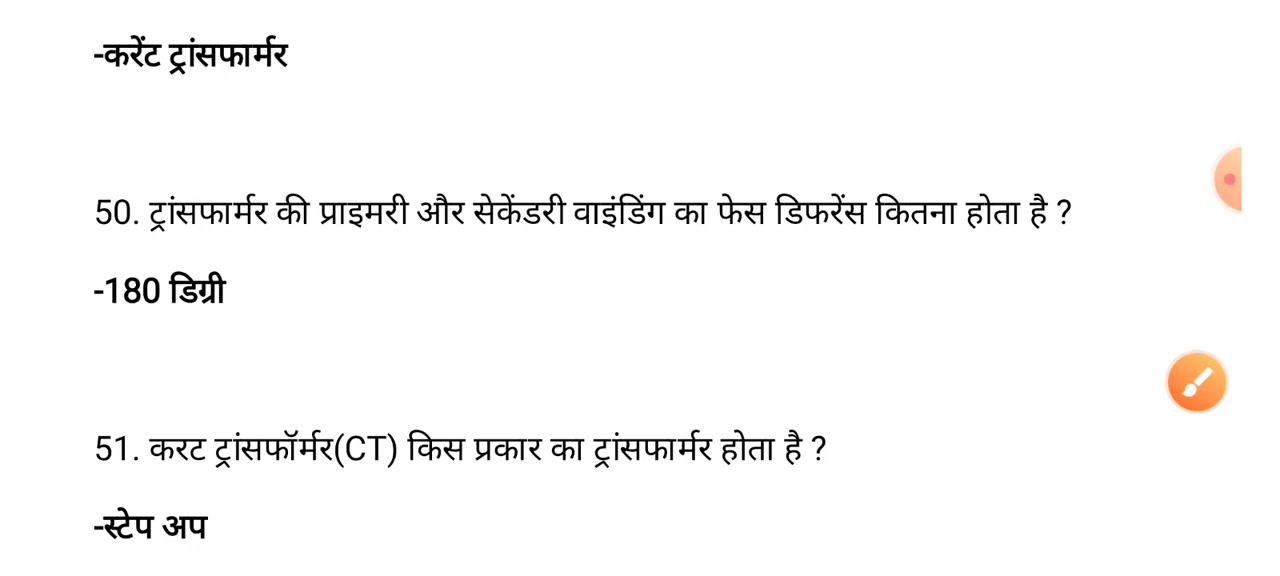 -करेंट ट्रांसफार्मर
50. ट्रांसफार्मर की प्राइमरी और सेकेंडरी वाइंडिंग का फेस डिफरेंस कितना होता है ?
-180 डिग्री
51. करट ट्रांसफॉर्मर(CT) किस प्रकार का ट्रांसफार्मर होता है ?
-स्टेप अप